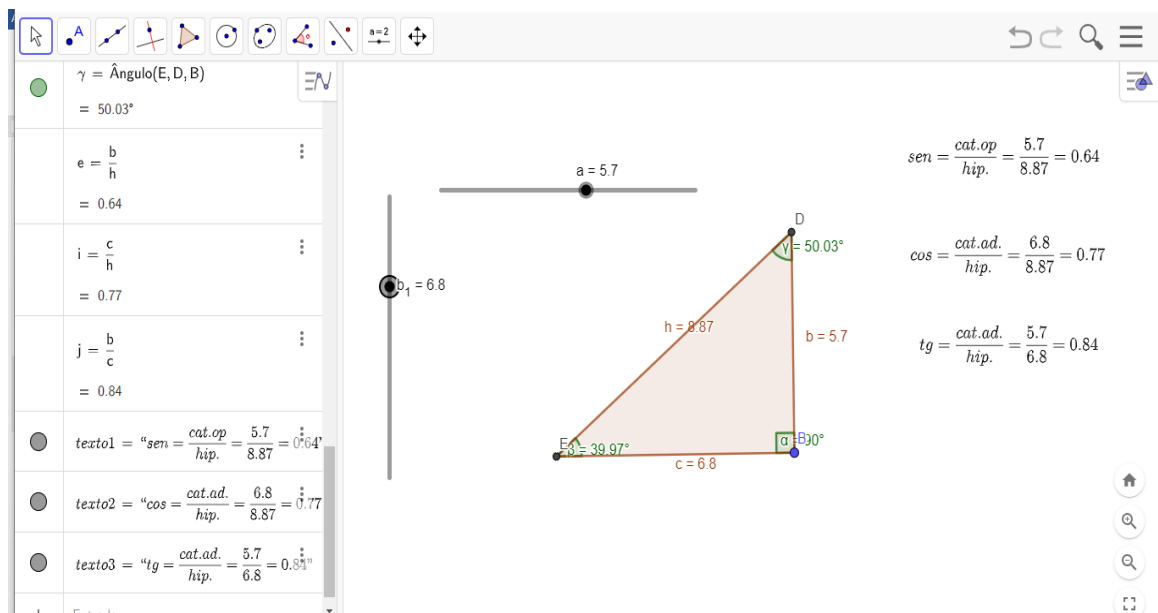 A
a=2
γ = Ângulo(E, D, B)
= 50.03°
e = b/h
= 0.64
i = c/h
= 0.77
j = b/c
= 0.84
texto1 = “sen = cat.op/hip. = 5.7/8.87 = 0.64”
texto2 = “cos = cat.ad./hip. = 6.8/8.87 = 0.77
texto3 = “tg = cat.ad./hip. = 5.7/6.8 = 0.84”
a = 5.7
b₁ = 6.8
D
γ = 50.03°
h = 8.87
b = 5.7
E
= 39.97°
α = 90°
B
c = 6.8
sen = cat.op/hip. = 5.7/8.87 = 0.64
cos = cat.ad./hip. = 6.8/8.87 = 0.77
tg = cat.ad./hip. = 5.7/6.8 = 0.84